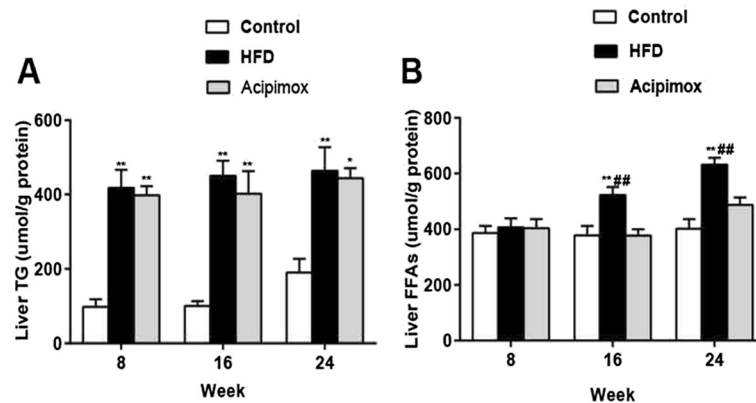 A
Control
HFD
Acipimox
Liver TG (umol/g protein)
600
400
200
0
**
**
**
**
**
*
8
16
24
Week
B
Control
HFD
Acipimox
Liver FFAs (umol/g protein)
800
600
400
200
0
**##
**##
8
16
24
Week